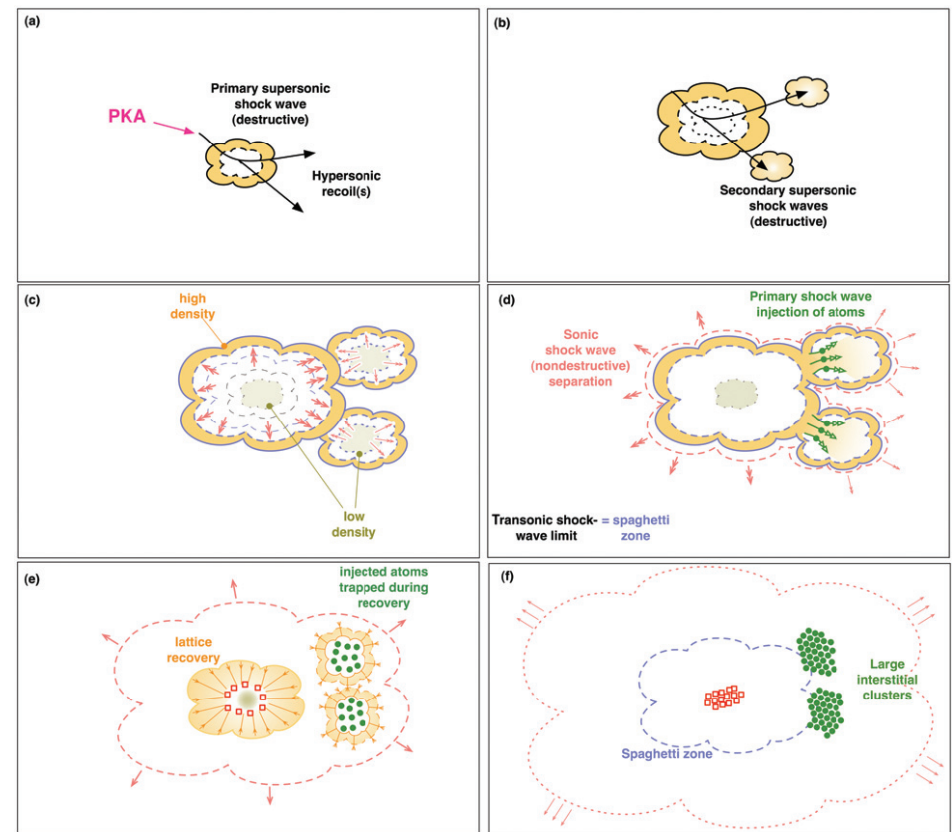 (a)
Primary supersonic
shock wave
(destructive)
PKA
Hypersonic
recoil(s)
(b)
Secondary supersonic
shock waves
(destructive)
(c)
high
density
low
density
(d)
Primary shock wave
injection of atoms
Sonic
shock wave
(nondestructive)
separation
Transonic shock- = spaghetti
wave limit zone
(e)
injected atoms
trapped during
recovery
lattice
recovery
(f)
Large
interstitial
clusters
Spaghetti zone